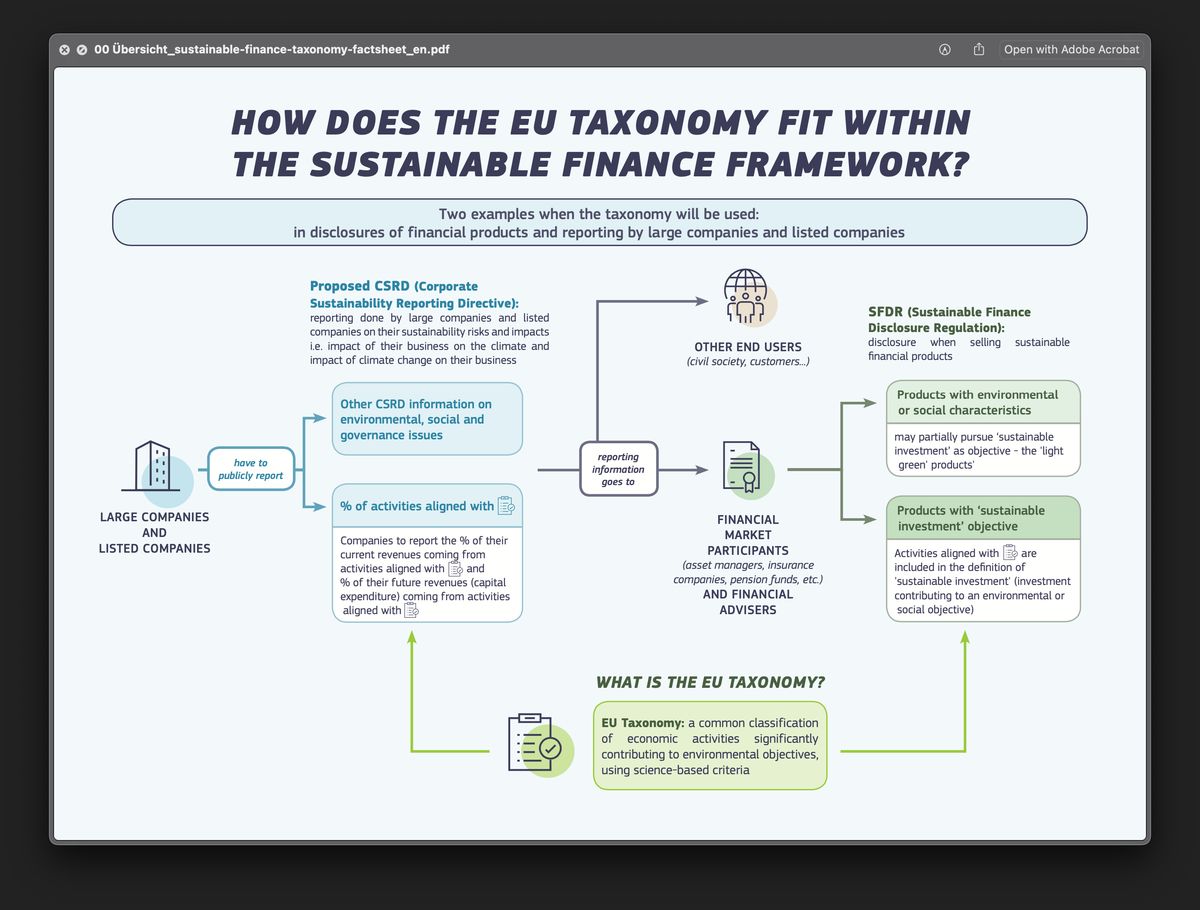 00 Übersicht_sustainable-finance-taxonomy-factsheet_en.pdf
Open with Adobe Acrobat
HOW DOES THE EU TAXONOMY FIT WITHIN
THE SUSTAINABLE FINANCE FRAMEWORK?
Two examples when the taxonomy will be used:
in disclosures of financial products and reporting by large companies and listed companies
Proposed CSRD (Corporate
Sustainability Reporting Directive):
reporting done by large companies and listed
companies on their sustainability risks and impacts
i.e. impact of their business on the climate and
impact of climate change on their business
OTHER END USERS
(civil society, customers...)
SFDR (Sustainable Finance
Disclosure Regulation):
disclosure when selling sustainable
financial products
LARGE COMPANIES
AND
LISTED COMPANIES
have to
publicly report
Other CSRD information on
environmental, social and
governance issues
% of activities aligned with
Companies to report the % of their
current revenues coming from
activities aligned with and
% of their future revenues (capital
expenditure) coming from activities
aligned with
reporting
information
goes to
FINANCIAL
MARKET
PARTICIPANTS
(asset managers, insurance
companies, pension funds, etc.)
AND FINANCIAL
ADVISERS
Products with environmental
or social characteristics
may partially pursue 'sustainable
investment' as objective - the 'light
green' products'
Products with 'sustainable
investment' objective
Activities aligned with are
included in the definition of
'sustainable investment' (investment
contributing to an environmental or
social objective)
WHAT IS THE EU TAXONOMY?
EU Taxonomy: a common classification
of economic activities significantly
contributing to environmental objectives,
using science-based criteria